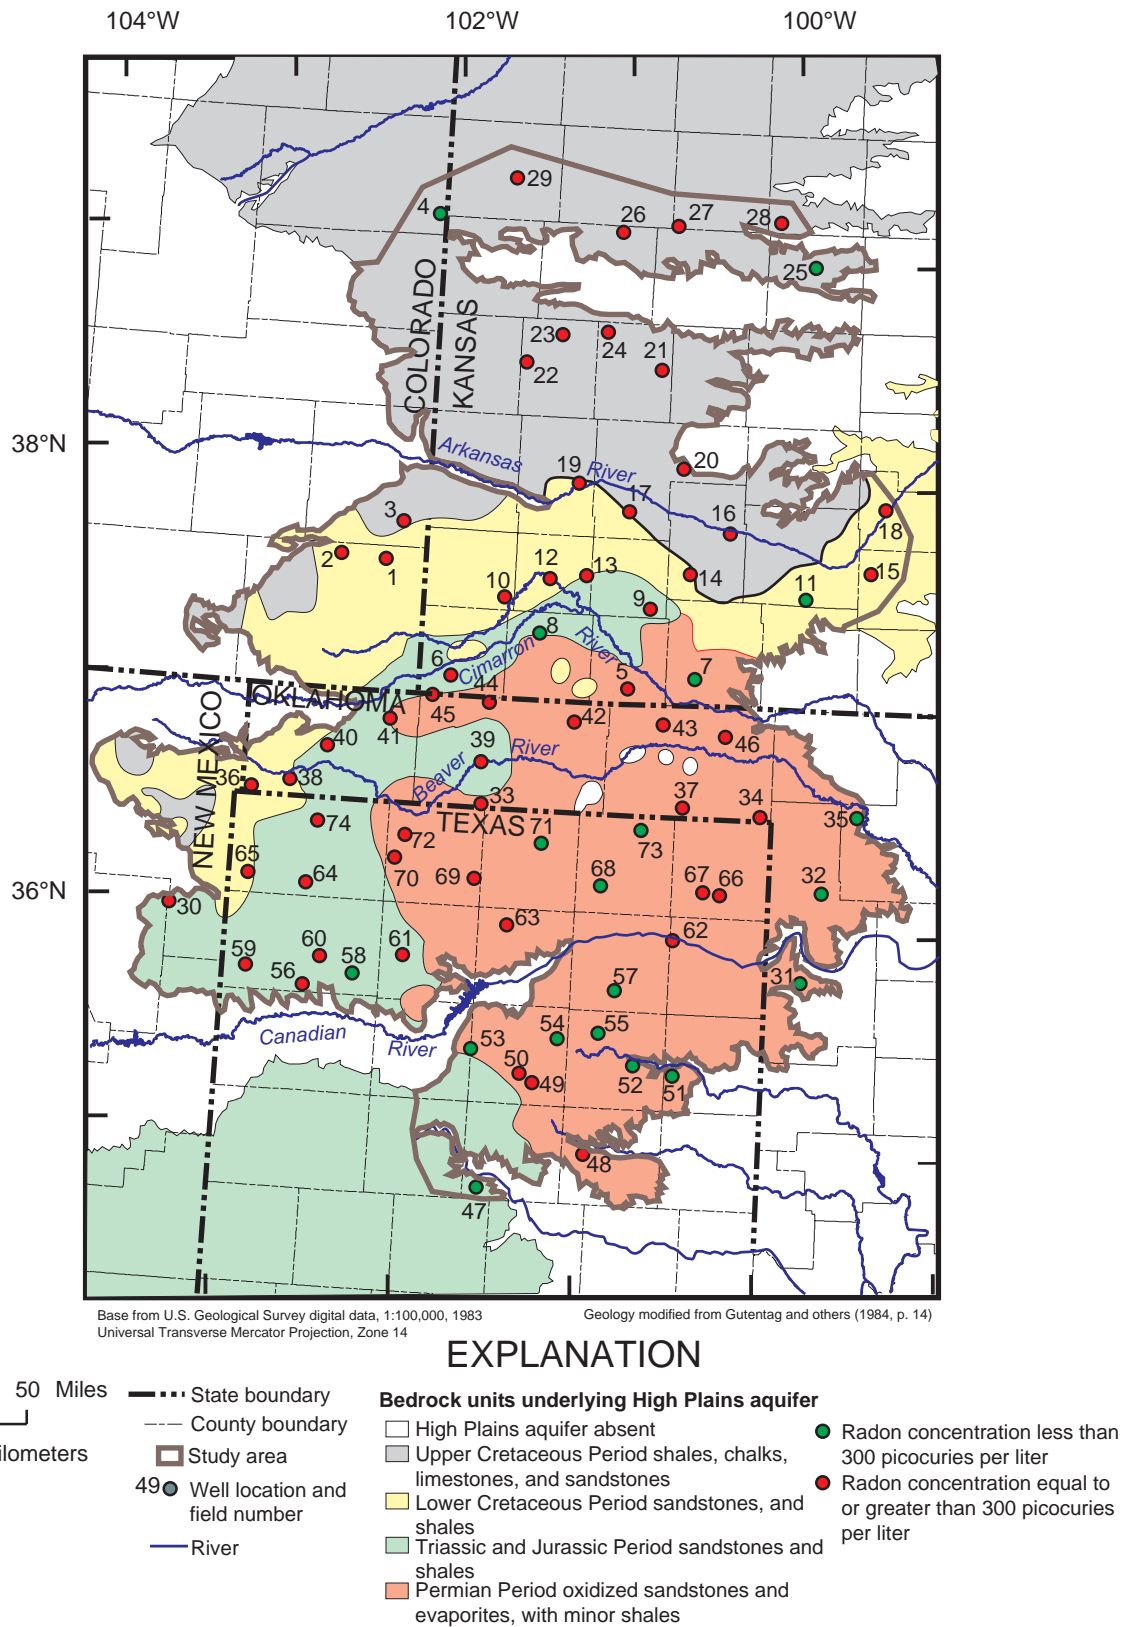 104°W 102°W 100°W
29
4
26 27 28
25
COLORADO
KANSAS
23 24 21
22
38°N
Arkansas River
19 20
17
3 16
18
2 1
12 13
10 14 11 15
9
8
Cimarron River
6 5 7
44
OKLAHOMA
45
41 42 43 46
40 39
Beaver River
NEW MEXICO
36 38
33 37 34
TEXAS
74 72 71 73 35
65 64 70 69 68 67 66 32
36°N
30
63 62
59 60 58 61
56 57 31
Canadian River
53 54 55
50 49 52 51
48
47
Base from U.S. Geological Survey digital data, 1:100,000, 1983
Universal Transverse Mercator Projection, Zone 14
Geology modified from Gutentag and others (1984, p. 14)
EXPLANATION
50 Miles
ilometers
State boundary
County boundary
Study area
49 Well location and
field number
River
Bedrock units underlying High Plains aquifer
High Plains aquifer absent
Upper Cretaceous Period shales, chalks,
limestones, and sandstones
Lower Cretaceous Period sandstones, and
shales
Triassic and Jurassic Period sandstones and
shales
Permian Period oxidized sandstones and
evaporites, with minor shales
Radon concentration less than
300 picocuries per liter
Radon concentration equal to
or greater than 300 picocuries
per liter